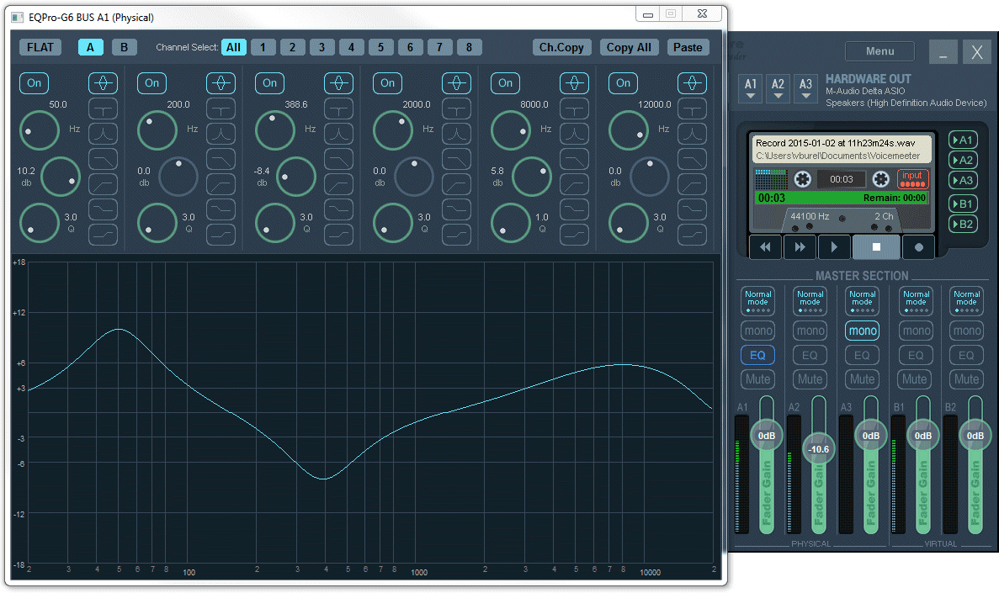 EQPro-G6 BUS A1 (Physical)
FLAT A B Channel Select: All 1 2 3 4 5 6 7 8 Ch.Copy Copy All Paste
On On On On On On
50.0 200.0 388.6 2000.0 8000.0 12000.0
Hz Hz Hz Hz Hz Hz
10.2 0.0 -8.4 0.0 5.8 0.0
db db db db db db
3.0 3.0 3.0 3.0 1.0 3.0
Q Q Q Q Q Q
+18
+12
+6
+3
-3
-6
-12
-18
2 3 4 5 6 7 8 100 2 3 4 5 6 7 8 1000 2 3 4 5 6 7 8 10000 2
Menu _ X
A1 A2 A3
HARDWARE OUT
M-Audio Delta ASIO
Speakers (High Definition Audio Device)
Record 2015-01-02 at 11h23m24s.wav
C:\Users\vburel\Documents\Voicemeeter
00:03 input
00:03 Remain: 00:00
44100 Hz 2 Ch
A1
A2
A3
B1
B2
MASTER SECTION
Normal mode Normal mode Normal mode Normal mode Normal mode
mono mono mono mono mono
EQ EQ EQ EQ EQ
Mute Mute Mute Mute Mute
A1 A2 A3 B1 B2
0dB -10.6 0dB 0dB 0dB
Fader Gain Fader Gain Fader Gain Fader Gain Fader Gain
PHYSICAL VIRTUAL